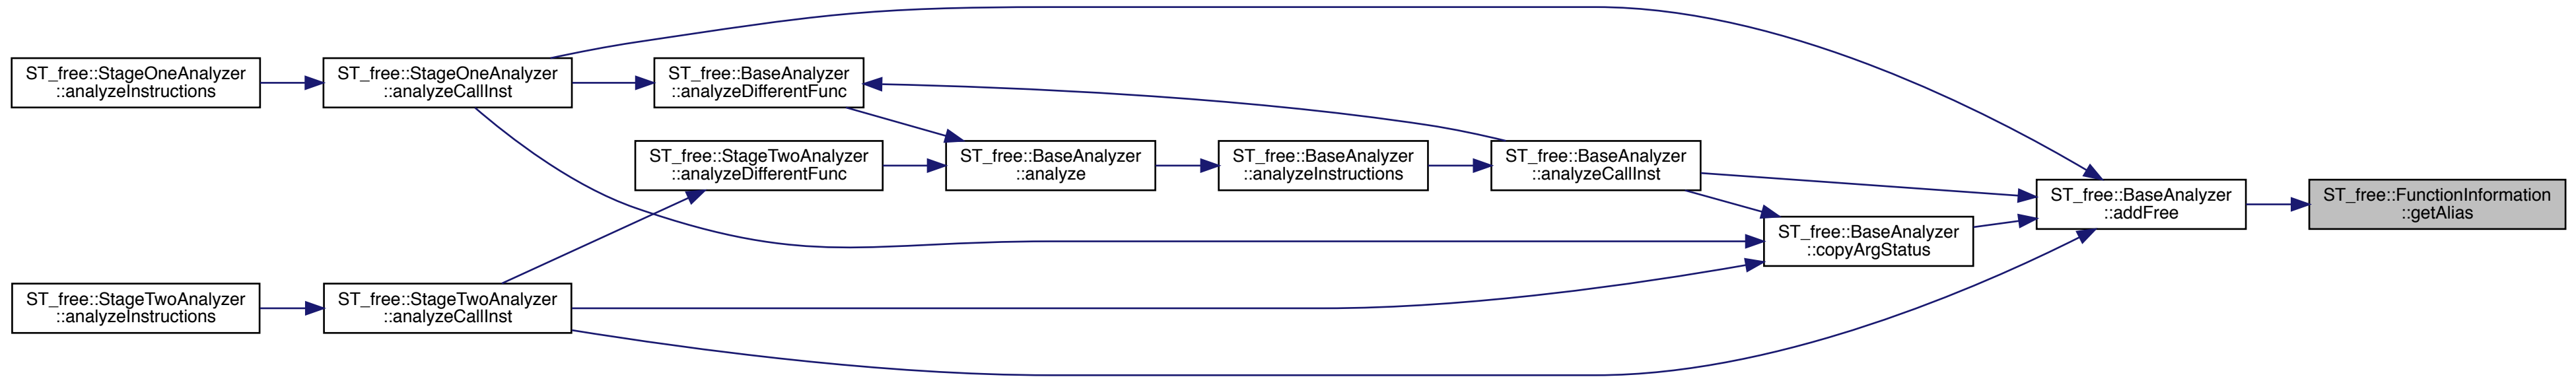 ST_free::StageOneAnalyzer
::analyzeInstructions
ST_free::StageOneAnalyzer
::analyzeCallInst
ST_free::BaseAnalyzer
::analyzeDifferentFunc
ST_free::StageTwoAnalyzer
::analyzeDifferentFunc
ST_free::BaseAnalyzer
::analyze
ST_free::BaseAnalyzer
::analyzeInstructions
ST_free::BaseAnalyzer
::analyzeCallInst
ST_free::BaseAnalyzer
::copyArgStatus
ST_free::BaseAnalyzer
::addFree
ST_free::FunctionInformation
::getAlias
ST_free::StageTwoAnalyzer
::analyzeInstructions
ST_free::StageTwoAnalyzer
::analyzeCallInst